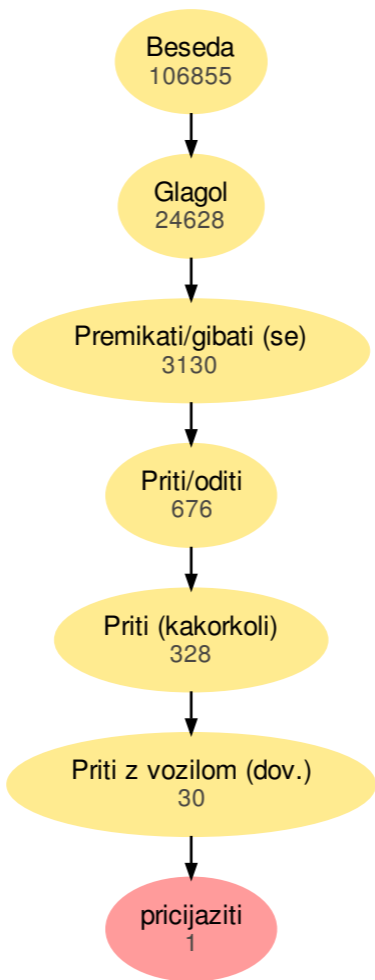 Beseda
106855
Glagol
24628
Premikati/gibati (se)
3130
Priti/oditi
676
Priti (kakorkoli)
328
Priti z vozilom (dov.)
30
pricijaziti
1